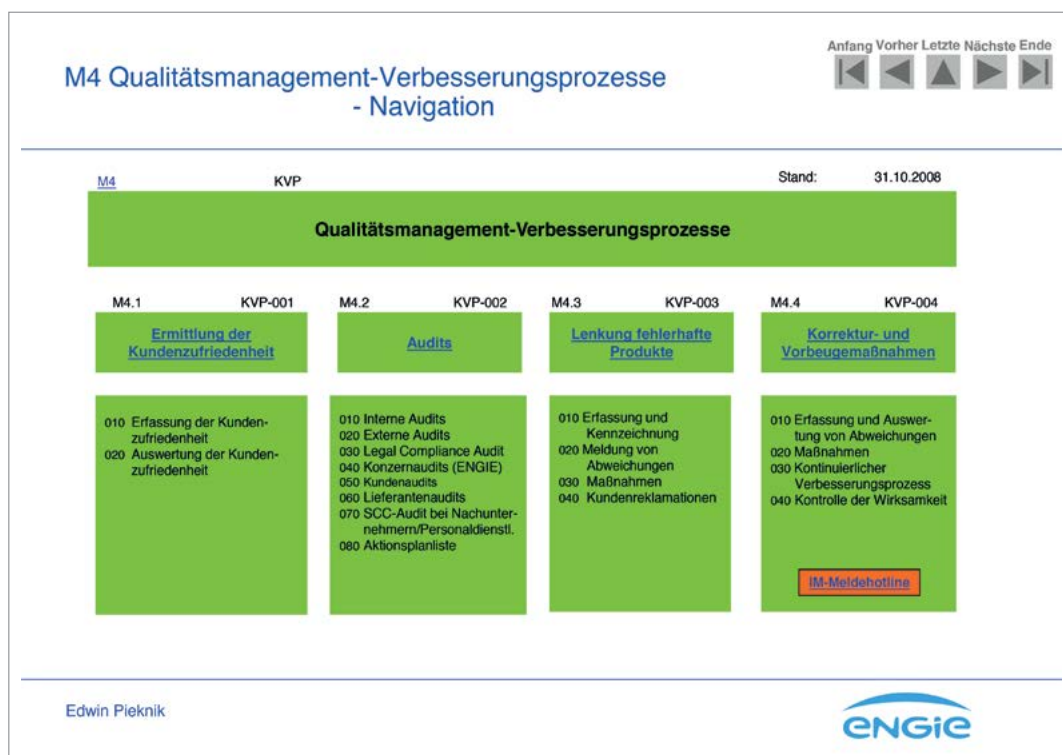 Anfang Vorher Letzte Nächste Ende
M4 Qualitätsmanagement-Verbesserungsprozesse
- Navigation
M4 KVP Stand: 31.10.2008
Qualitätsmanagement-Verbesserungsprozesse
M4.1 KVP-001
Ermittlung der
Kundenzufriedenheit
010 Erfassung der Kunden-
zufriedenheit
020 Auswertung der Kunden-
zufriedenheit
M4.2 KVP-002
Audits
010 Interne Audits
020 Externe Audits
030 Legal Compliance Audit
040 Konzernaudits (ENGIE)
050 Kundenaudits
060 Lieferantenaudits
070 SCC-Audit bei Nachunter-
nehmern/Personaldienstl.
080 Aktionsplanliste
M4.3 KVP-003
Lenkung fehlerhafte
Produkte
010 Erfassung und
Kennzeichnung
020 Meldung von
Abweichungen
030 Maßnahmen
040 Kundenreklamationen
M4.4 KVP-004
Korrektur- und
Vorbeugemaßnahmen
010 Erfassung und Auswer-
tung von Abweichungen
020 Maßnahmen
030 Kontinuierlicher
Verbesserungsprozess
040 Kontrolle der Wirksamkeit
IM-Meldehotline
Edwin Pieknik
ENGIE